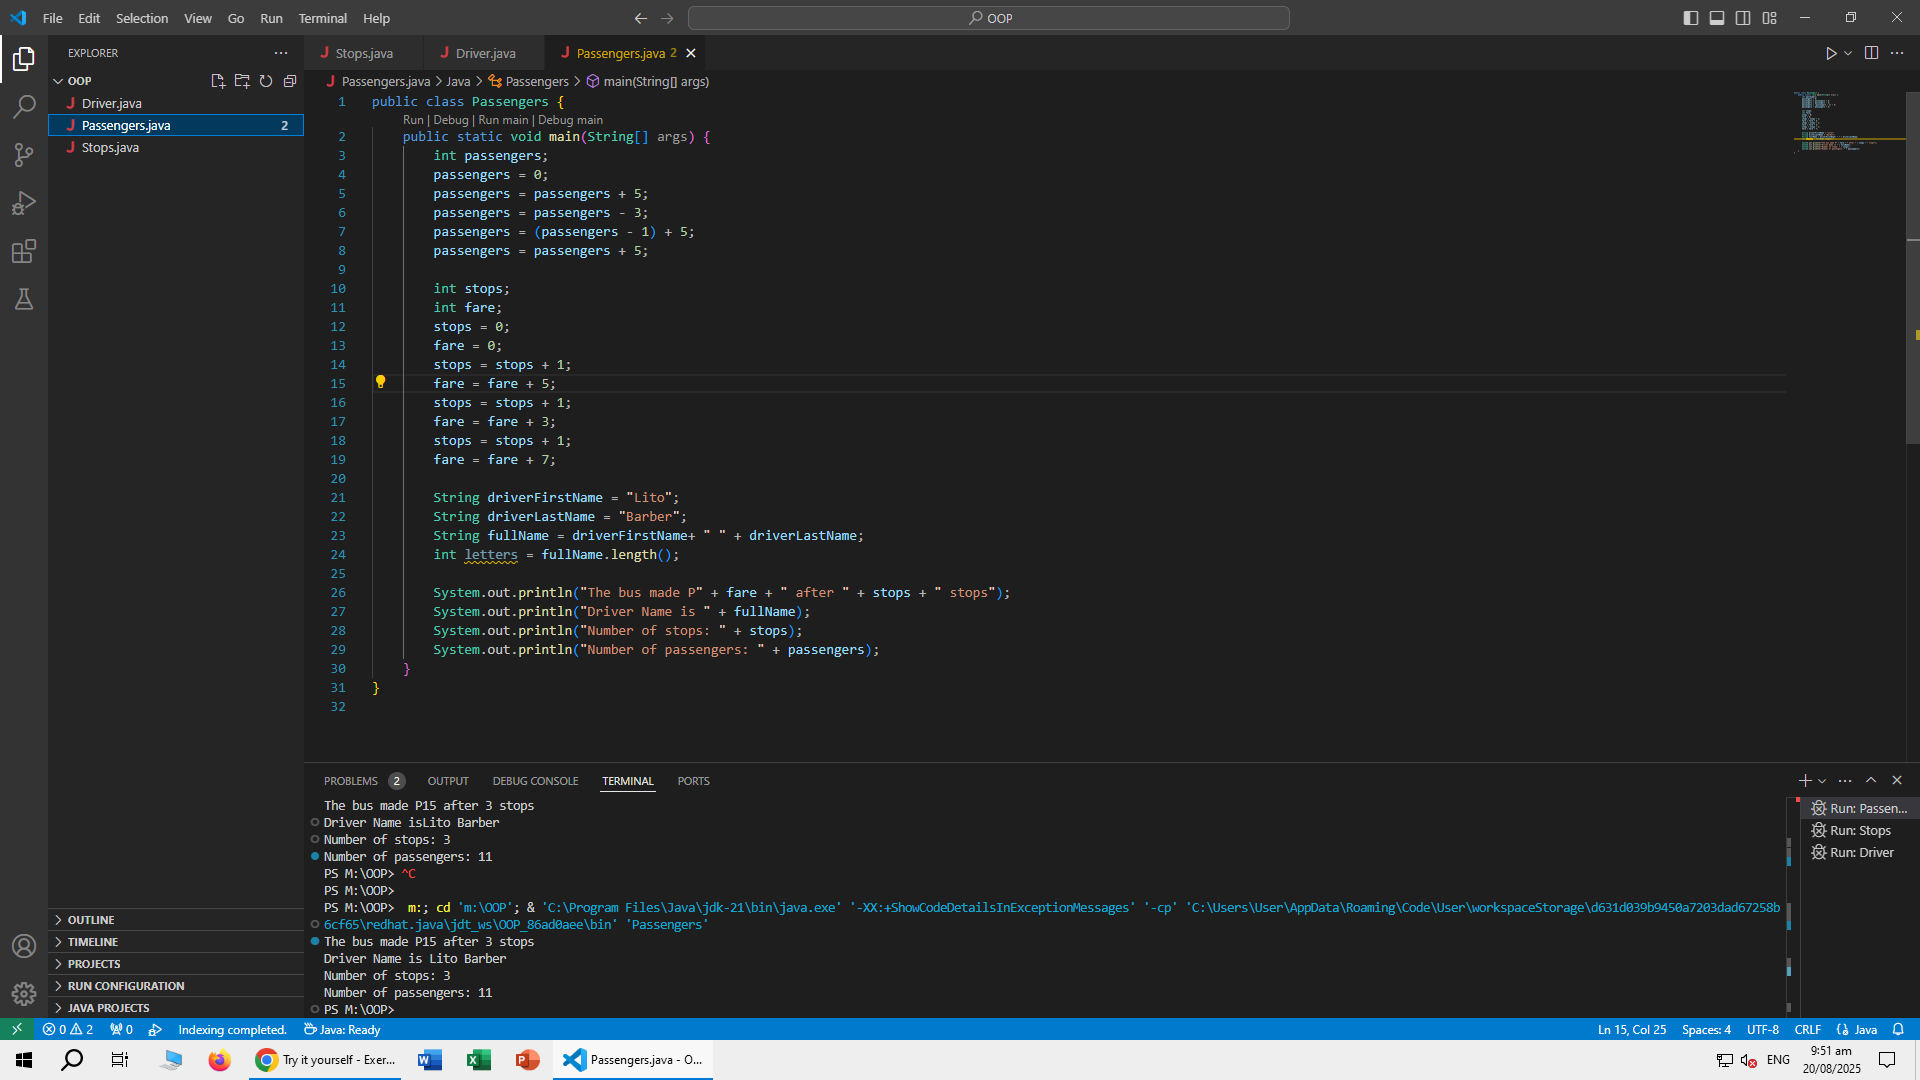 File Edit Selection View Go Run Terminal Help
OOP
EXPLORER
OOP
Driver.java
Passengers.java 2
Stops.java
OUTLINE
TIMELINE
PROJECTS
RUN CONFIGURATION
JAVA PROJECTS
Stops.java Driver.java Passengers.java 2
Passengers.java > Java > Passengers > main(String[] args)
1 public class Passengers {
Run | Debug | Run main | Debug main
2 public static void main(String[] args) {
3 int passengers;
4 passengers = 0;
5 passengers = passengers + 5;
6 passengers = passengers - 3;
7 passengers = (passengers - 1) + 5;
8 passengers = passengers + 5;
9
10 int stops;
11 int fare;
12 stops = 0;
13 fare = 0;
14 stops = stops + 1;
15 fare = fare + 5;
16 stops = stops + 1;
17 fare = fare + 3;
18 stops = stops + 1;
19 fare = fare + 7;
20
21 String driverFirstName = "Lito";
22 String driverLastName = "Barber";
23 String fullName = driverFirstName+ " " + driverLastName;
24 int letters = fullName.length();
25
26 System.out.println("The bus made P" + fare + " after " + stops + " stops");
27 System.out.println("Driver Name is " + fullName);
28 System.out.println("Number of stops: " + stops);
29 System.out.println("Number of passengers: " + passengers);
30 }
31 }
32
PROBLEMS 2 OUTPUT DEBUG CONSOLE TERMINAL PORTS
The bus made P15 after 3 stops
Driver Name isLito Barber
Number of stops: 3
Number of passengers: 11
PS M:\OOP> ^C
PS M:\OOP>
PS M:\OOP> m:; cd 'm:\OOP'; & 'C:\Program Files\Java\jdk-21\bin\java.exe' '-XX:+ShowCodeDetailsInExceptionMessages' '-cp' 'C:\Users\User\AppData\Roaming\Code\User\workspaceStorage\d631d039b9450a7203dad67258b
6cf65\redhat.java\jdt_ws\OOP_86ad0aee\bin' 'Passengers'
The bus made P15 after 3 stops
Driver Name is Lito Barber
Number of stops: 3
Number of passengers: 11
PS M:\OOP>
Run: Passen...
Run: Stops
Run: Driver
0 2 0 Indexing completed. Java: Ready
Ln 15, Col 25 Spaces: 4 UTF-8 CRLF {} Java
Try it yourself - Exer...
Passengers.java - O...
ENG
9:51 am
20/08/2025